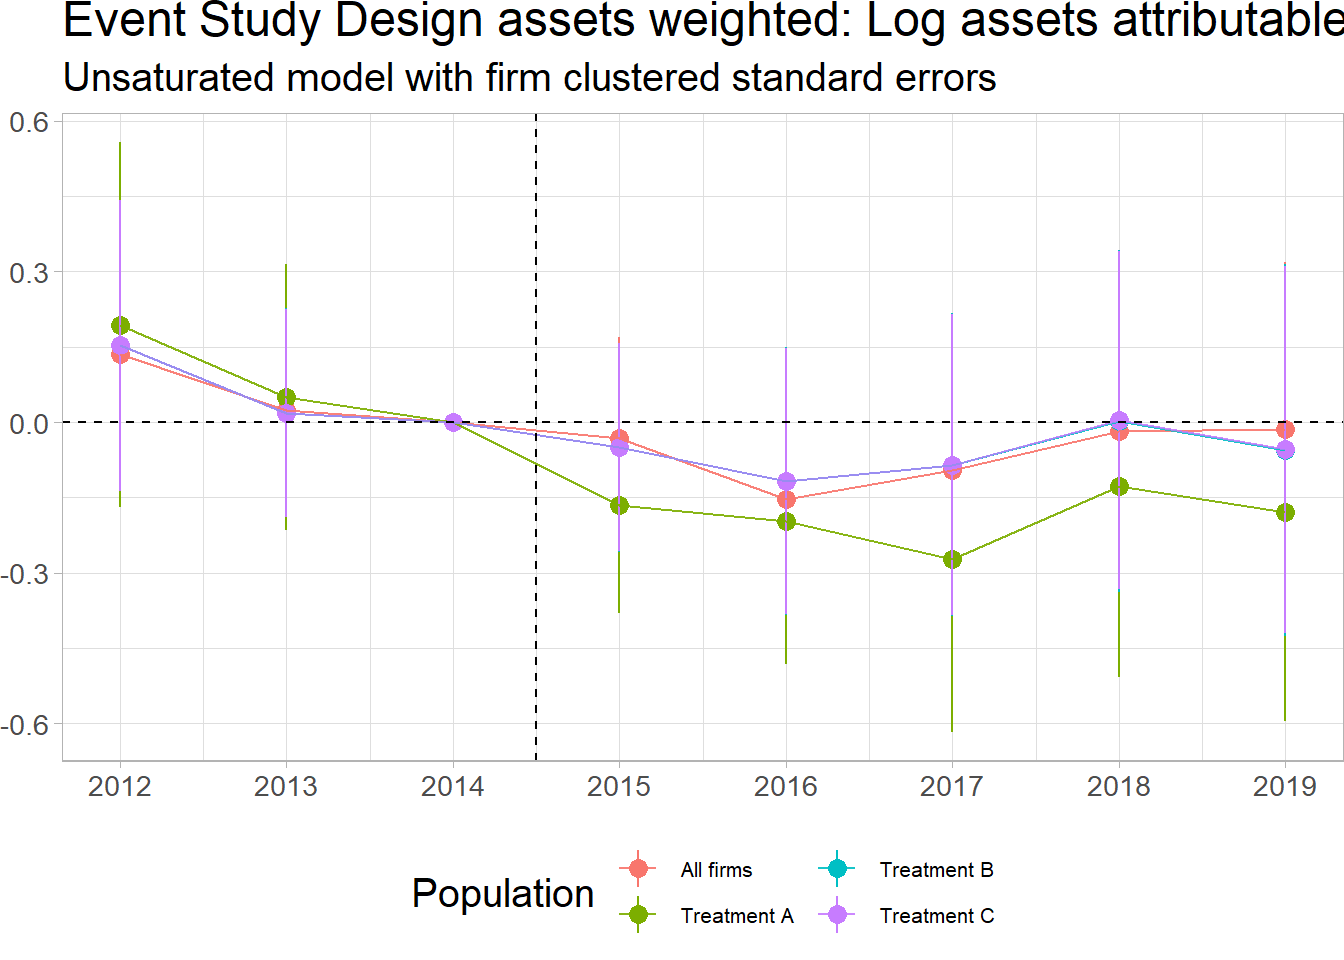 Event Study Design assets weighted: Log assets attributable
Unsaturated model with firm clustered standard errors
0.6
0.3
0.0
-0.3
-0.6
2012 2013 2014 2015 2016 2017 2018 2019
Population
All firms
Treatment A
Treatment B
Treatment C